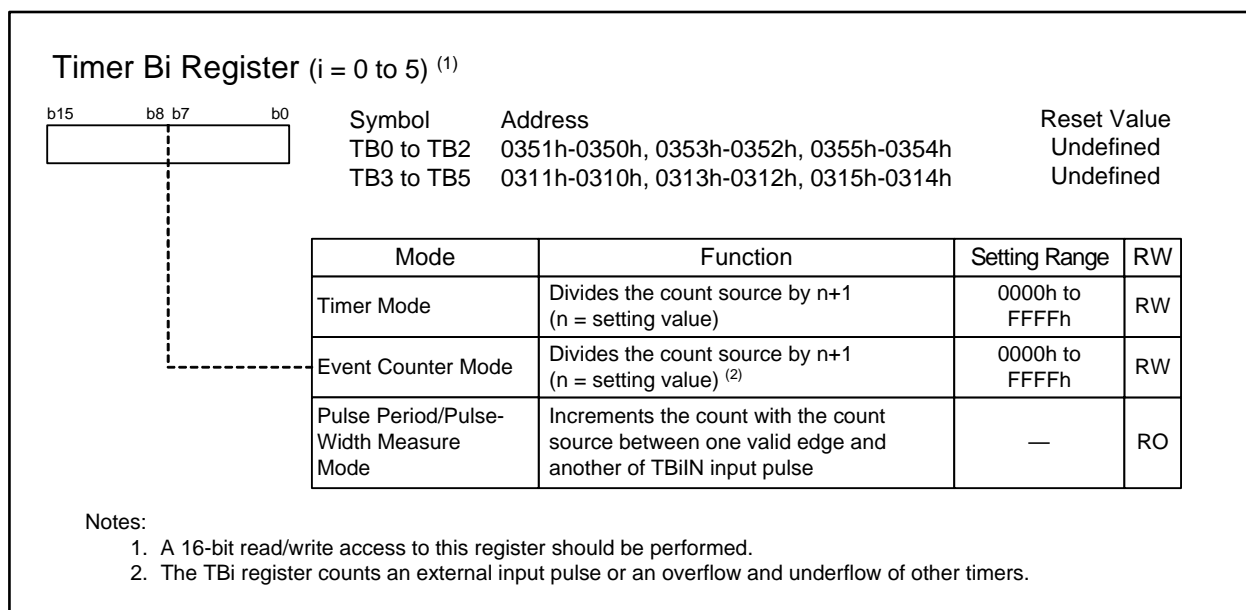 Timer Bi Register (i = 0 to 5) (1)
b15 b8 b7 b0
Symbol Address Reset Value
TB0 to TB2 0351h-0350h, 0353h-0352h, 0355h-0354h Undefined
TB3 to TB5 0311h-0310h, 0313h-0312h, 0315h-0314h Undefined
Mode Function Setting Range RW
Timer Mode
Divides the count source by n+1
(n = setting value)
0000h to
FFFFh
RW
Event Counter Mode
Divides the count source by n+1
(n = setting value) (2)
0000h to
FFFFh
RW
Pulse Period/Pulse-
Width Measure
Mode
Increments the count with the count
source between one valid edge and
another of TBiIN input pulse
—
RO
Notes:
1. A 16-bit read/write access to this register should be performed.
2. The TBi register counts an external input pulse or an overflow and underflow of other timers.